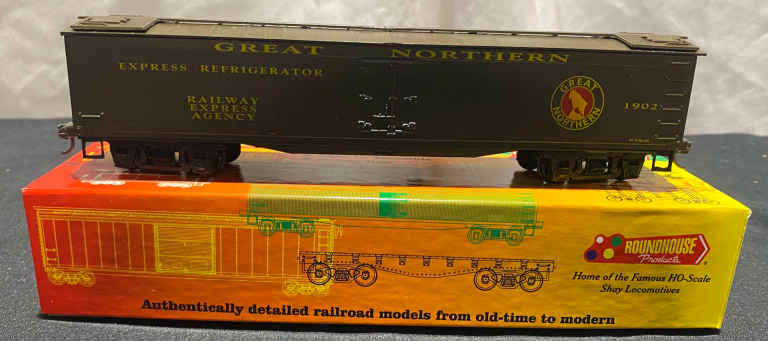 GREAT NORTHERN
EXPRESS REFRIGERATOR
RAILWAY
EXPRESS
AGENCY
GREAT
NORTHERN
1902
ROUNDHOUSE
Products
Home of the Famous HO-Scale
Shay Locomotives
Authentically detailed railroad models from old-time to modern